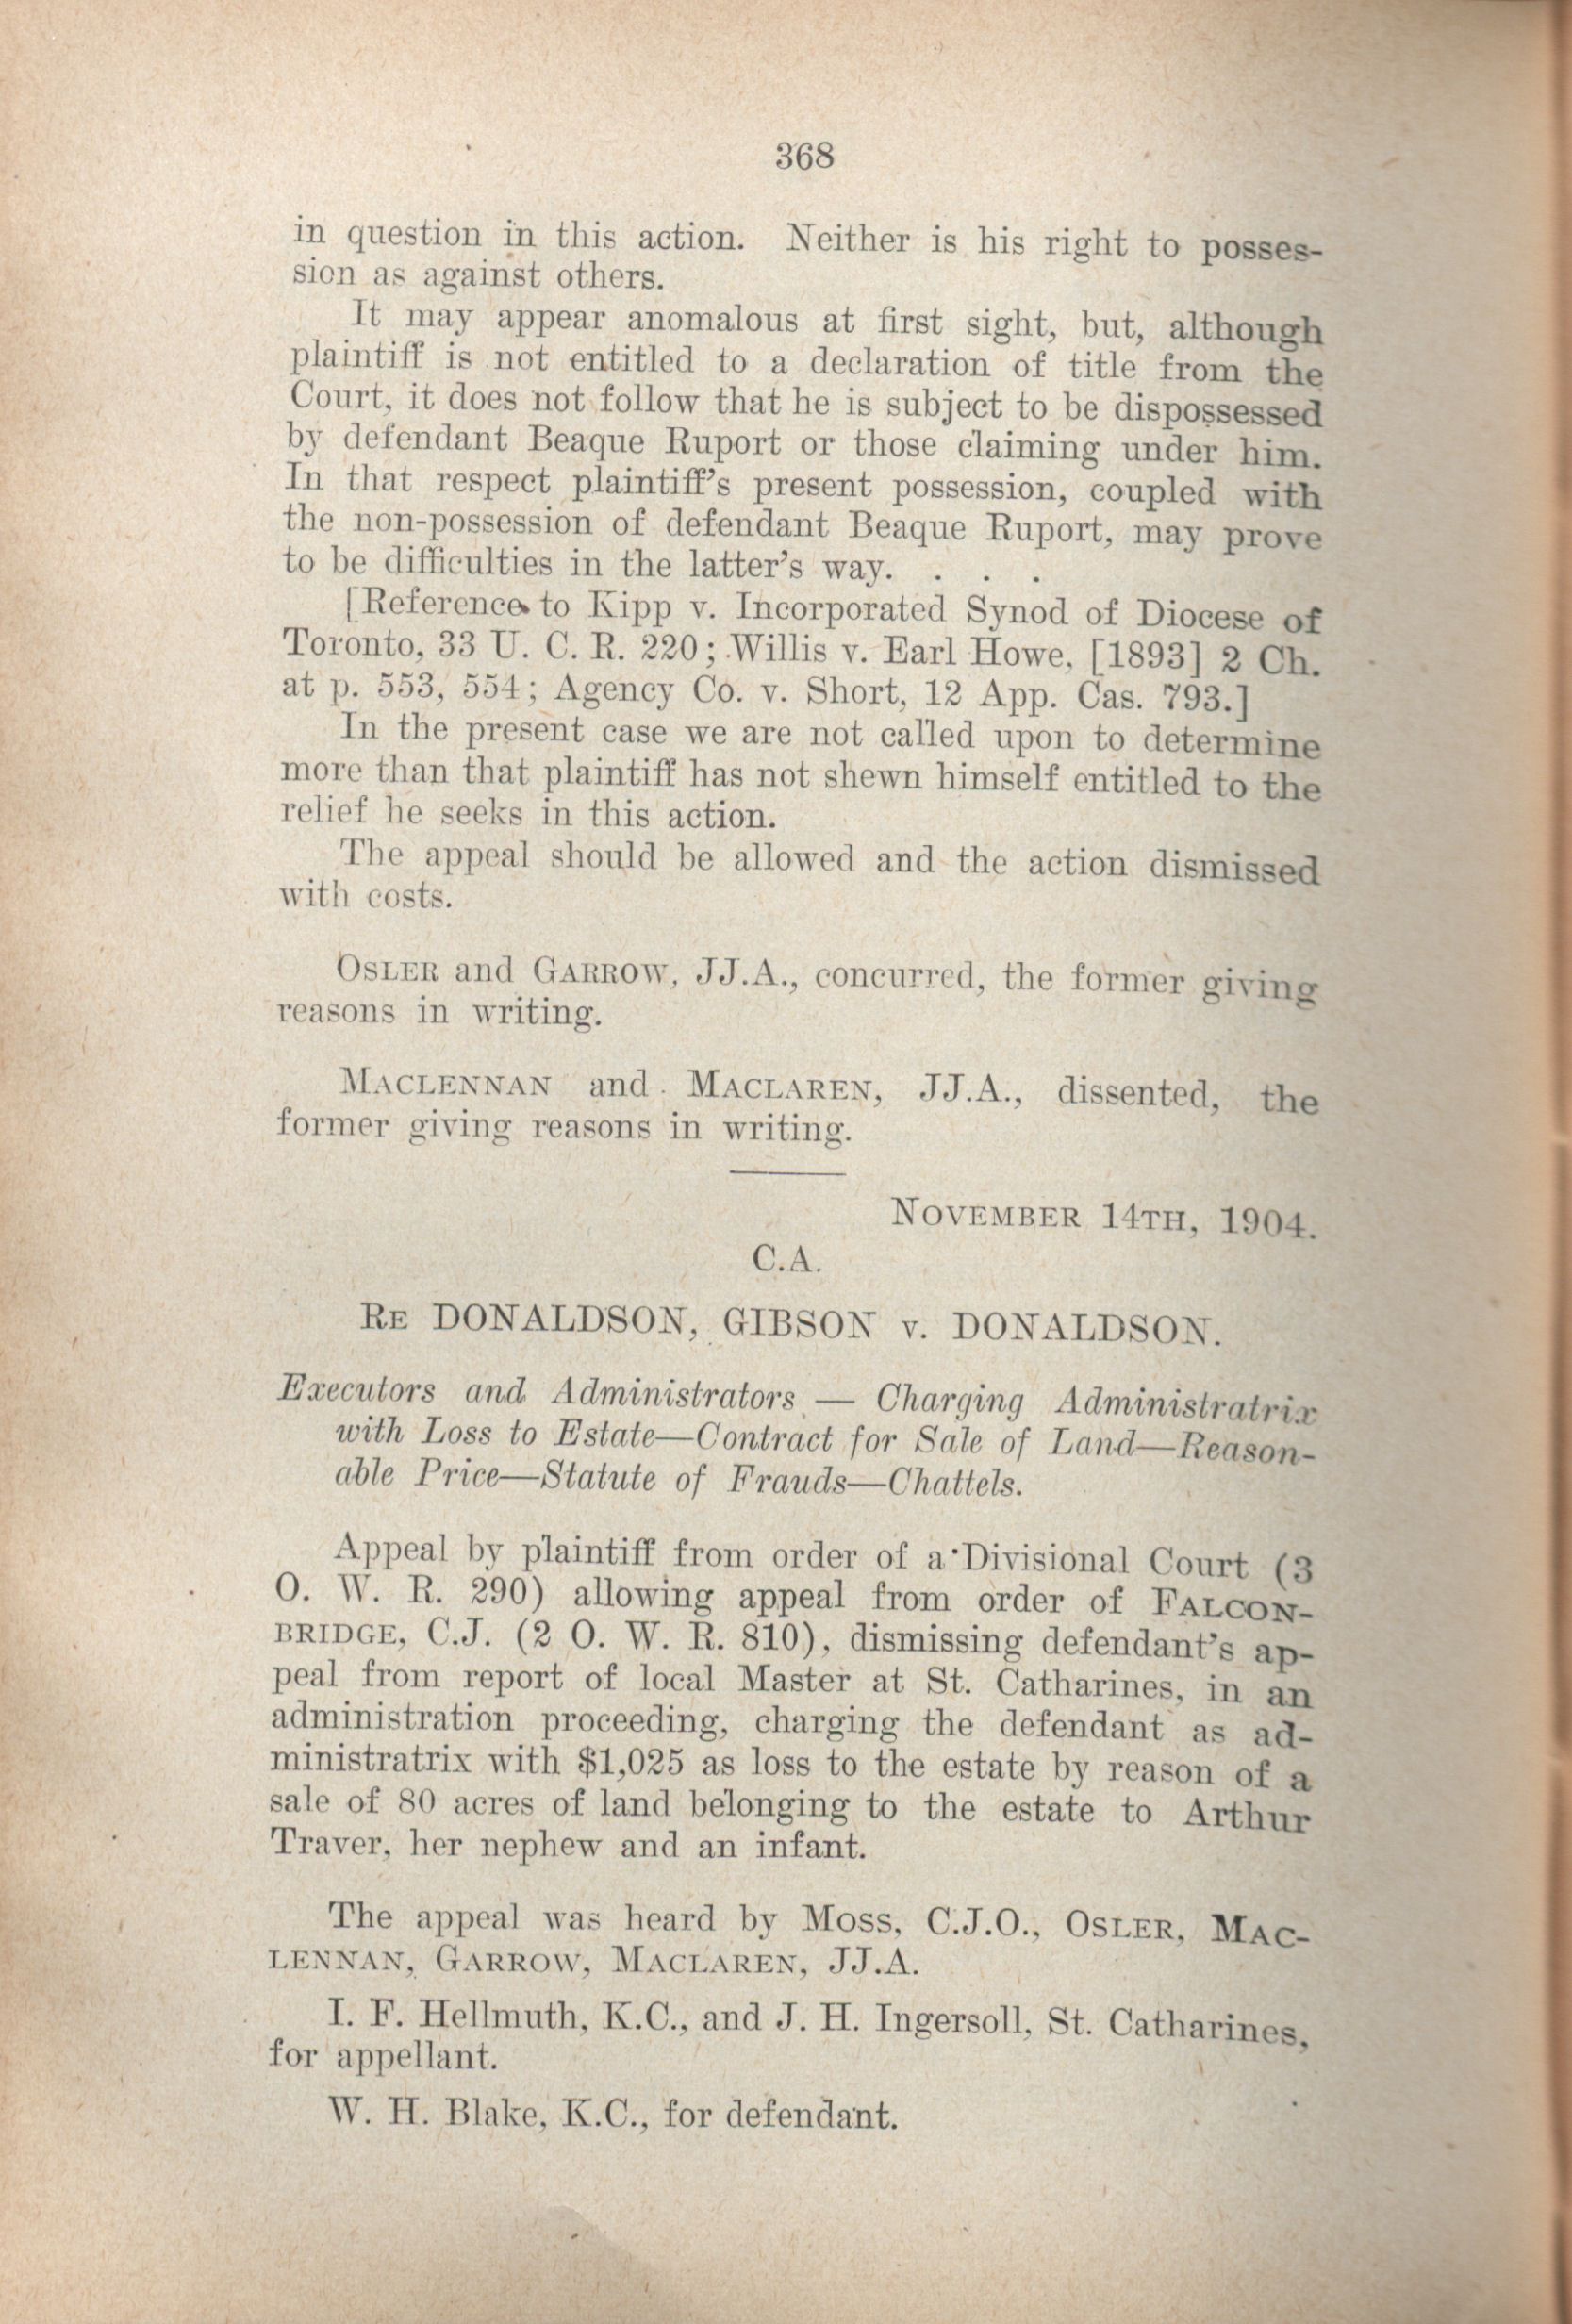 368
in question in this action. Neither is his right to posses-
sion as against others.
It may appear anomalous at first sight, but, although
plaintiff is not entitled to a declaration of title from the
Court, it does not follow that he is subject to be dispossessed
by defendant Beaque Ruport or those claiming under him.
In that respect plaintiff's present possession, coupled with
the non-possession of defendant Beaque Ruport, may prove
to be difficulties in the latter's way. . . .
[Reference to Kipp v. Incorporated Synod of Diocese of
Toronto, 33 U. C. R. 220; Willis v. Earl Howe, [1893] 2 Ch.
at p. 553, 554; Agency Co. v. Short, 12 App. Cas. 793.]
In the present case we are not called upon to determine
more than that plaintiff has not shewn himself entitled to the
relief he seeks in this action.
The appeal should be allowed and the action dismissed
with costs.
OSLER and GARROW, JJ.A., concurred, the former giving
reasons in writing.
MACLENNAN and MACLAREN, JJ.A., dissented, the
former giving reasons in writing.
NOVEMBER 14TH, 1904.
C.A.
RE DONALDSON, GIBSON v. DONALDSON.
Executors and Administrators — Charging Administratrix
with Loss to Estate—Contract for Sale of Land—Reason-
able Price—Statute of Frauds—Chattels.
Appeal by plaintiff from order of a Divisional Court (3
O. W. R. 290) allowing appeal from order of FALCON-
BRIDGE, C.J. (2 O. W. R. 810), dismissing defendant's ap-
peal from report of local Master at St. Catharines, in an
administration proceeding, charging the defendant as ad-
ministratrix with $1,025 as loss to the estate by reason of a
sale of 80 acres of land belonging to the estate to Arthur
Traver, her nephew and an infant.
The appeal was heard by MOSS, C.J.O., OSLER, MAC-
LENNAN, GARROW, MACLAREN, JJ.A.
I. F. Hellmuth, K.C., and J. H. Ingersoll, St. Catharines,
for appellant.
W. H. Blake, K.C., for defendant.